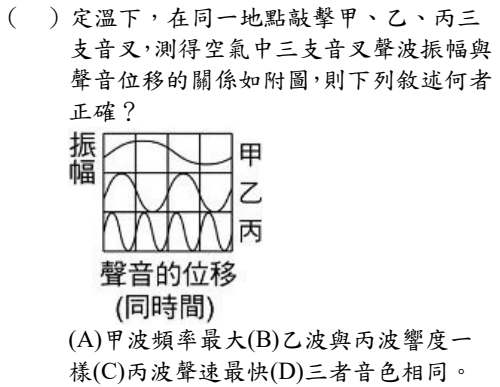 （　）定溫下，在同一地點敲擊甲、乙、丙三
支音叉，測得空氣中三支音叉聲波振幅與
聲音位移的關係如附圖，則下列敘述何者
正確？
振幅
甲
乙
丙
聲音的位移
(同時間)
(A)甲波頻率最大(B)乙波與丙波響度一
樣(C)丙波聲速最快(D)三者音色相同。